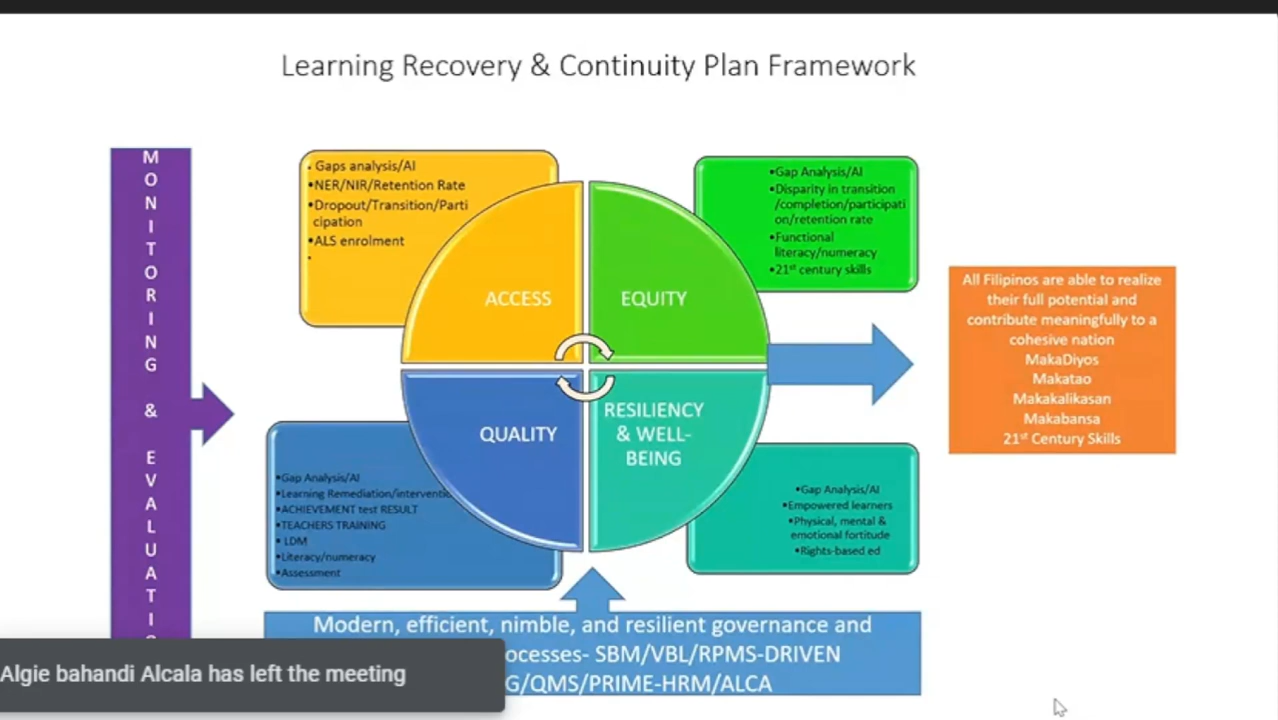 Learning Recovery & Continuity Plan Framework
MONITORING & EVALUATIO
• Gaps analysis/AI
•NER/NIR/Retention Rate
•Dropout/Transition/Parti
cipation
•ALS enrolment
•
ACCESS
EQUITY
•Gap Analysis/AI
•Disparity in transition
/completion/participati
on/retention rate
•Functional
literacy/numeracy
•21st century skills
QUALITY
RESILIENCY
& WELL-
BEING
•Gap Analysis/AI
•Learning Remediation/interventio
•ACHIEVEMENT test RESULT
•TEACHERS TRAINING
• LDM
•Literacy/numeracy
•Assessment
•Gap Analysis/AI
•Empowered learners
•Physical, mental &
emotional fortitude
•Rights-based ed
All Filipinos are able to realize
their full potential and
contribute meaningfully to a
cohesive nation
MakaDiyos
Makatao
Makakalikasan
Makabansa
21st Century Skills
Modern, efficient, nimble, and resilient governance and
ocesses- SBM/VBL/RPMS-DRIVEN
G/QMS/PRIME-HRM/ALCA
Algie bahandi Alcala has left the meeting